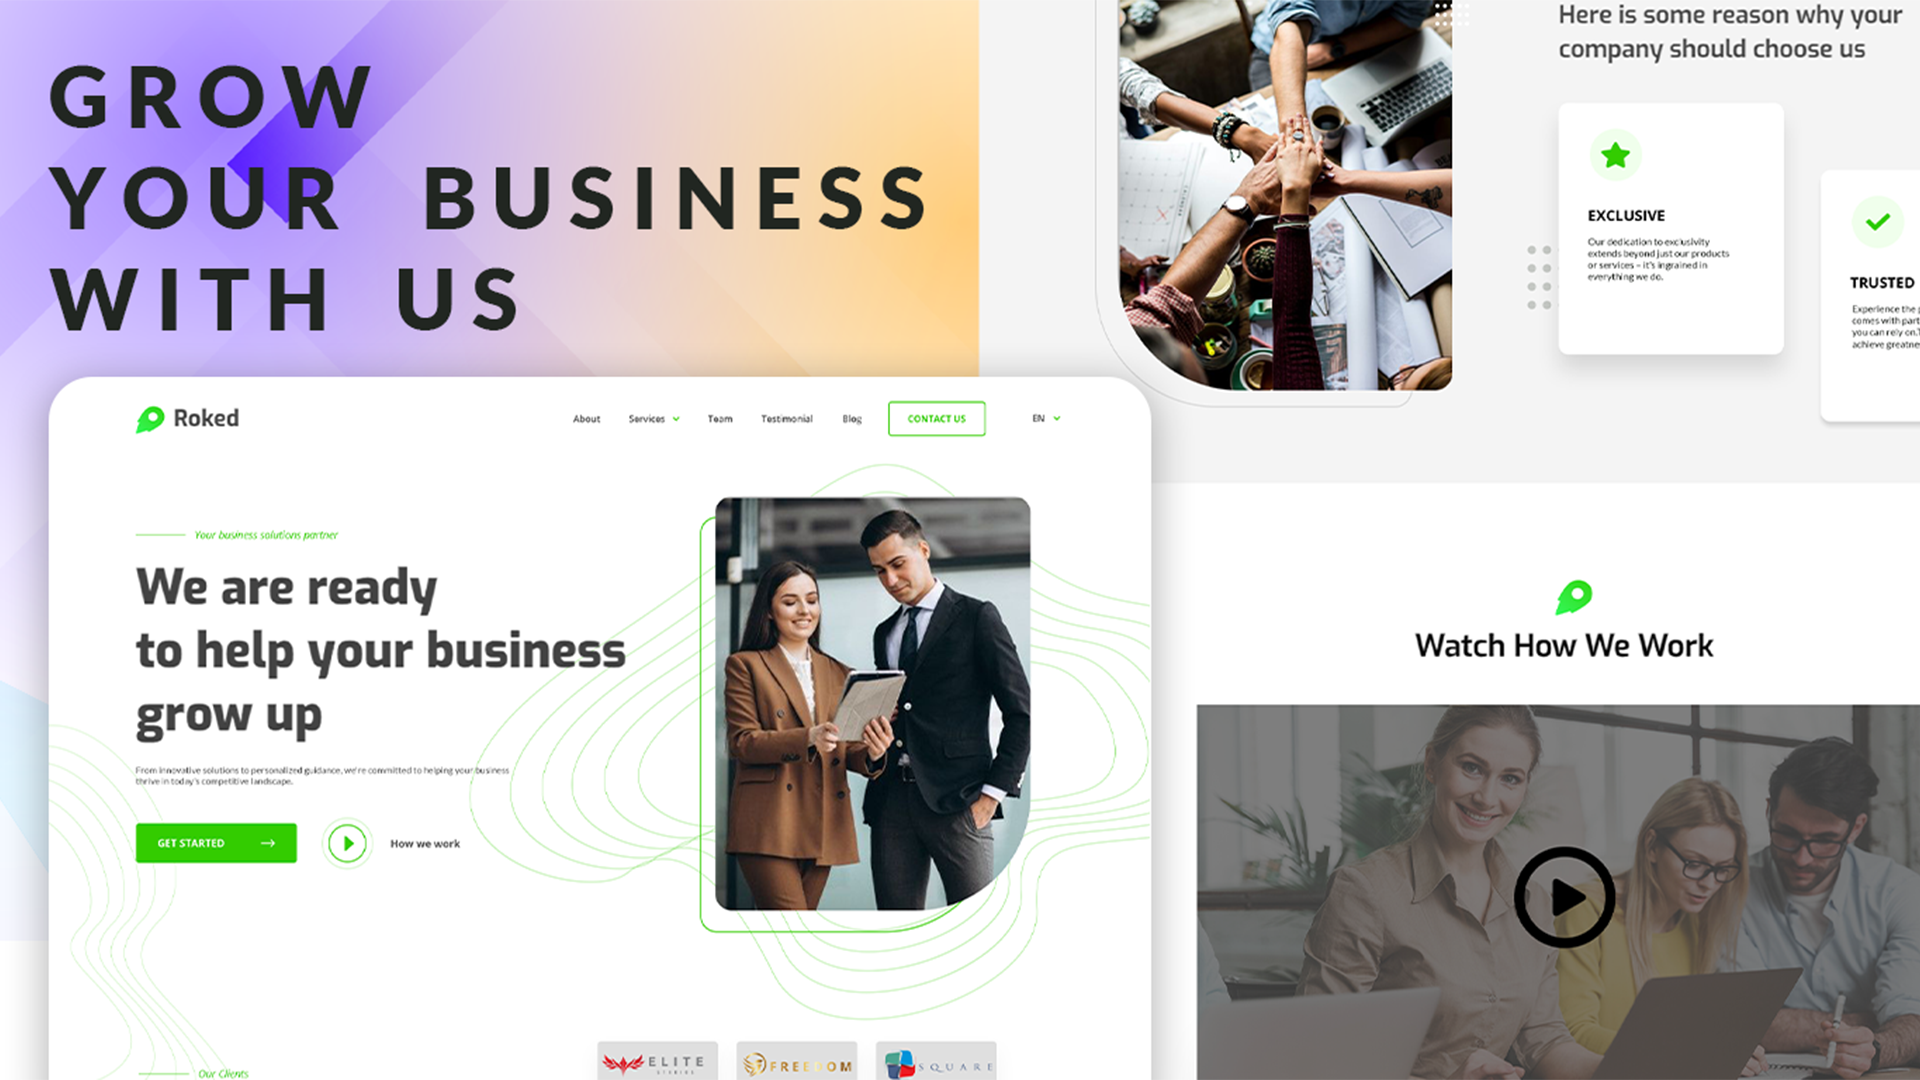 GROW
YOUR BUSINESS
WITH US
Roked
About
Services
Team
Testimonial
Blog
CONTACT US
EN
Your business solutions partner
We are ready
to help your business
grow up
From innovative solutions to personalized guidance, we're committed to helping your business
thrive in today's competitive landscape.
GET STARTED
How we work
Our Clients
ELITE
FREEDOM
SQUARE
Here is some reason why your
company should choose us
EXCLUSIVE
Our dedication to exclusivity
extends beyond just our products
or services – it's ingrained in
everything we do.
TRUSTED
Experience the
comes with part
you can rely on.
achieve greatne
Watch How We Work